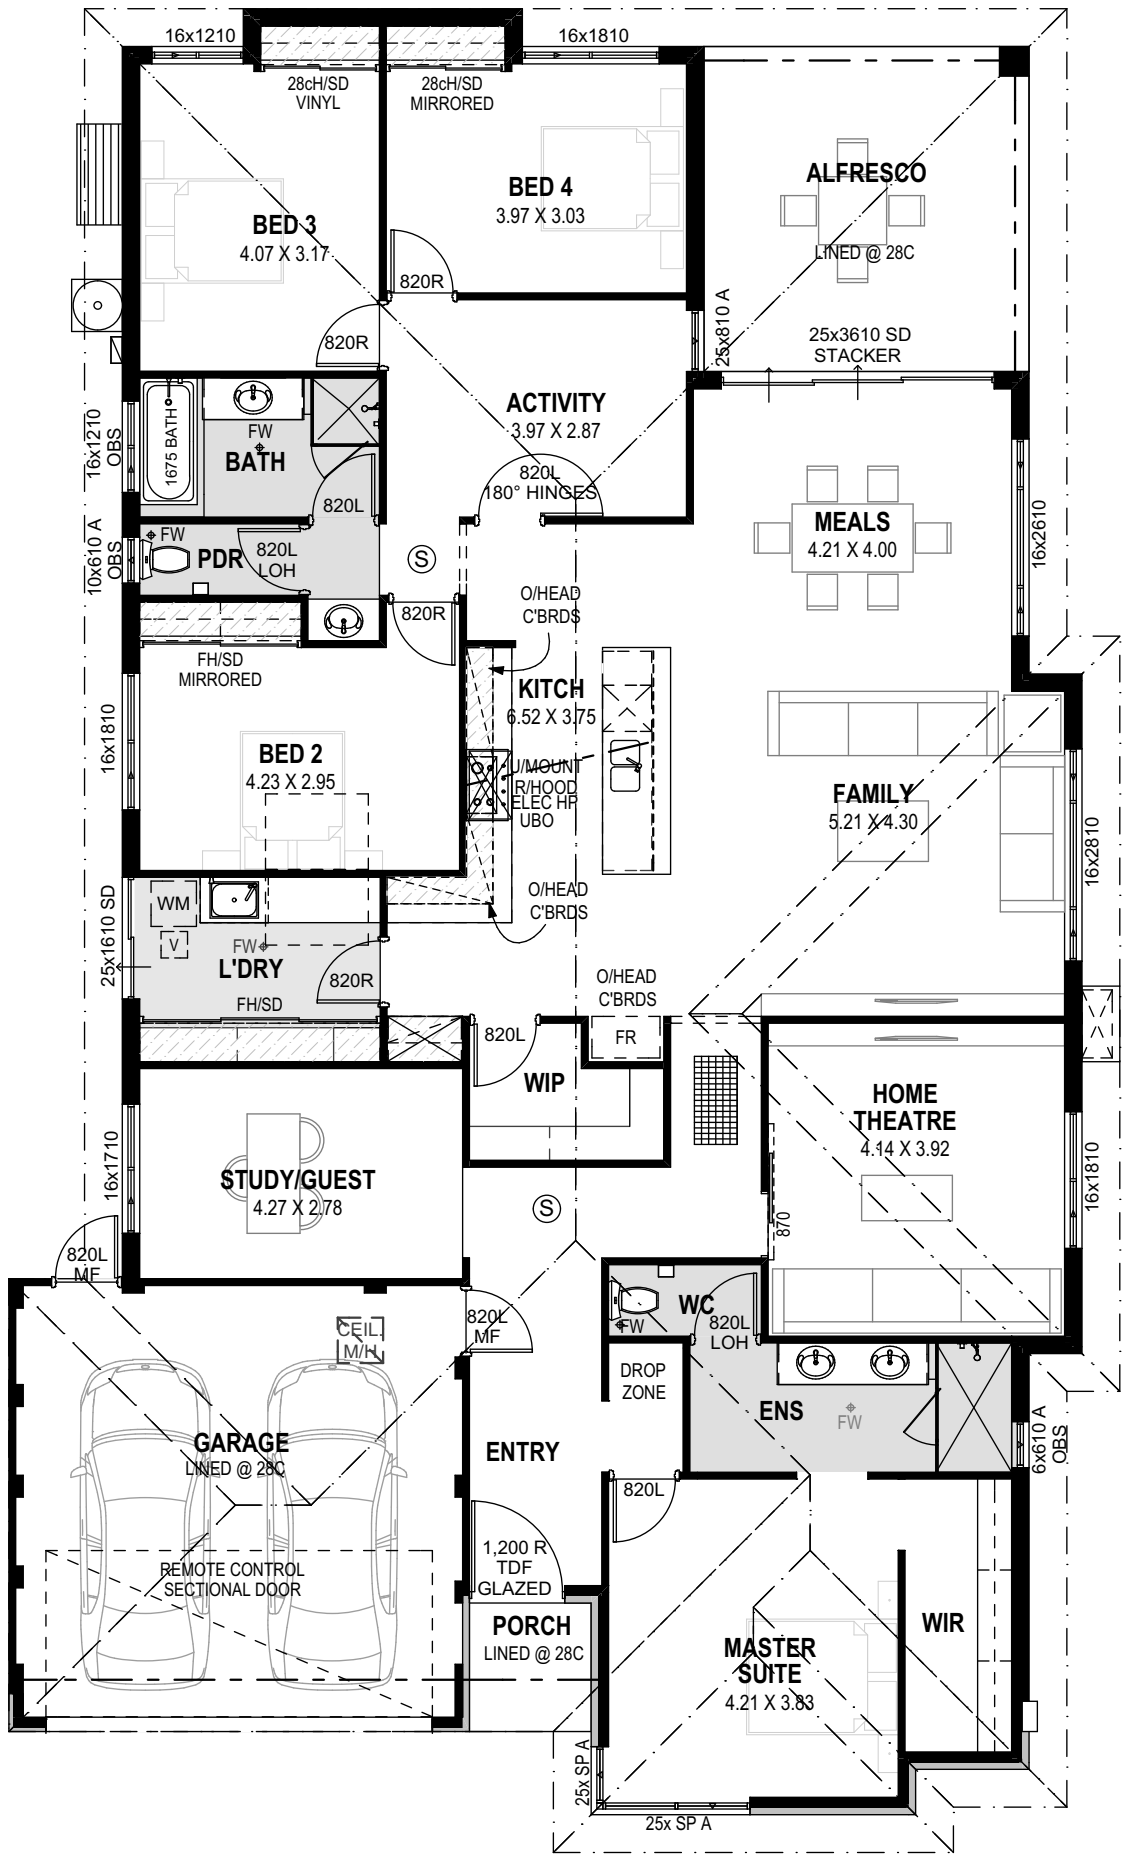 16x1210
16x1810
28cH/SD
VINYL
28cH/SD
MIRRORED
BED 3
4.07 X 3.17
BED 4
3.97 X 3.03
ALFRESCO
LINED @ 28C
820R
820R
25x810 A
25x3610 SD
STACKER
ACTIVITY
3.97 X 2.87
16x1210
OBS
1675 BATH
FW
BATH
820L
820L
180° HINGES
MEALS
4.21 X 4.00
16x2610
10x610 A
OBS
FW
PDR
820L
LOH
S
820R
O/HEAD
C'BRDS
FH/SD
MIRRORED
16x1810
BED 2
4.23 X 2.95
KITCH
6.52 X 3.75
U/MOUNT
R/HOOD
ELEC HP
UBO
FAMILY
5.21 X 4.30
16x2810
O/HEAD
C'BRDS
25x1610 SD
WM
V
FW
L'DRY
820R
FH/SD
O/HEAD
C'BRDS
FR
820L
WIP
HOME
THEATRE
4.14 X 3.92
16x1810
870
16x1710
STUDY/GUEST
4.27 X 2.78
S
820L
MF
820L
MF
CEIL.
M/H
WC
FW
820L
LOH
DROP
ZONE
ENS
FW
6x610 A
OBS
GARAGE
LINED @ 28C
ENTRY
820L
REMOTE CONTROL
SECTIONAL DOOR
1,200 R
TDF
GLAZED
PORCH
LINED @ 28C
MASTER
SUITE
4.21 X 3.83
WIR
25x SP A
25x SP A